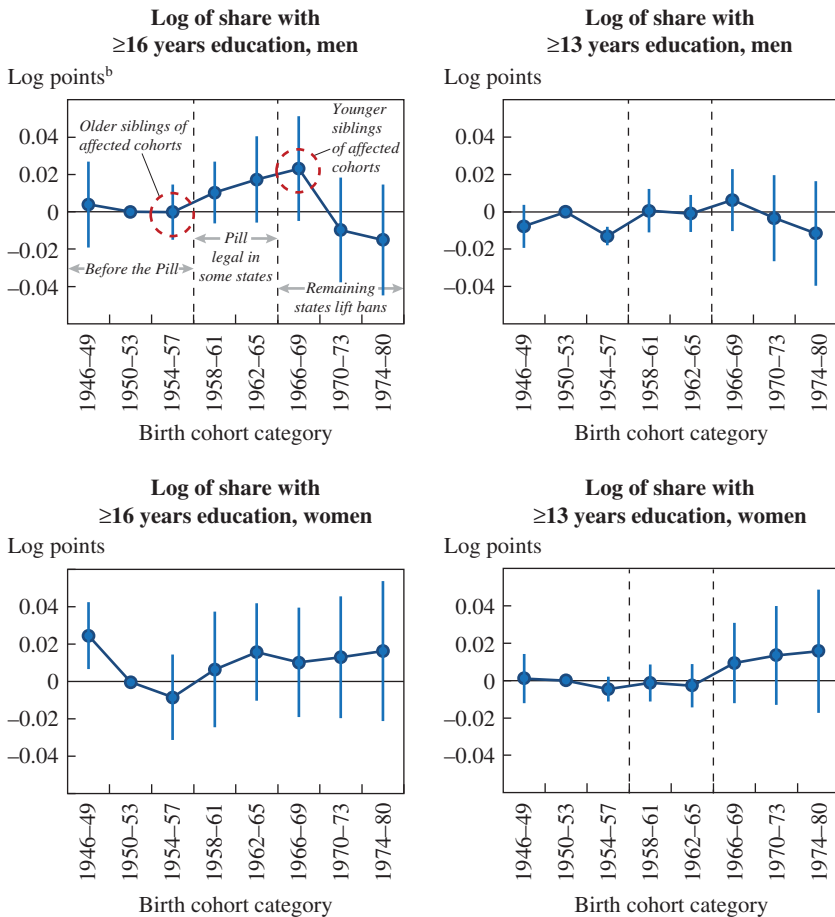 Log of share with
≥16 years education, men
Log pointsᵇ
0.04
0.02
0
–0.02
–0.04
Older siblings of
affected cohorts
Younger
siblings
of affected
cohorts
Before the Pill
Pill
legal in
some states
Remaining
states lift bans
1946–49
1950–53
1954–57
1958–61
1962–65
1966–69
1970–73
1974–80
Birth cohort category
Log of share with
≥13 years education, men
0.04
0.02
0
–0.02
–0.04
1946–49
1950–53
1954–57
1958–61
1962–65
1966–69
1970–73
1974–80
Birth cohort category
Log of share with
≥16 years education, women
Log points
0.04
0.02
0
–0.02
–0.04
1946–49
1950–53
1954–57
1958–61
1962–65
1966–69
1970–73
1974–80
Birth cohort category
Log of share with
≥13 years education, women
Log points
0.04
0.02
0
–0.02
–0.04
1946–49
1950–53
1954–57
1958–61
1962–65
1966–69
1970–73
1974–80
Birth cohort category